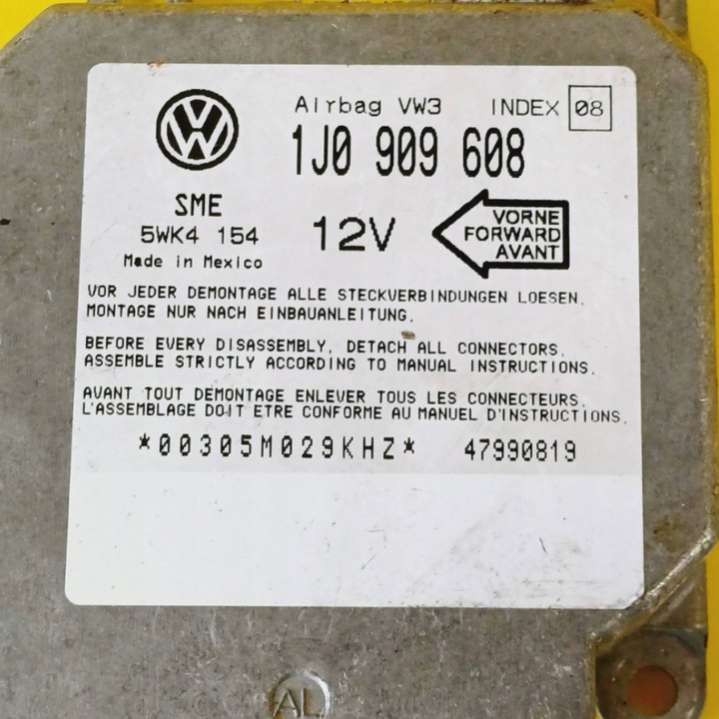 Airbag VW3 INDEX 08
1J0 909 608
SME
5WK4 154
Made in Mexico
12V
VORNE
FORWARD
AVANT
VOR JEDER DEMONTAGE ALLE STECKVERBINDUNGEN LOESEN.
MONTAGE NUR NACH EINBAUANLEITUNG.
BEFORE EVERY DISASSEMBLY, DETACH ALL CONNECTORS.
ASSEMBLE STRICTLY ACCORDING TO MANUAL INSTRUCTIONS.
AVANT TOUT DEMONTAGE ENLEVER TOUS LES CONNECTEURS.
L'ASSEMBLAGE DOIT ETRE CONFORME AU MANUEL D'INSTRUCTIONS.
*00305M029KHZ* 47990819
AL